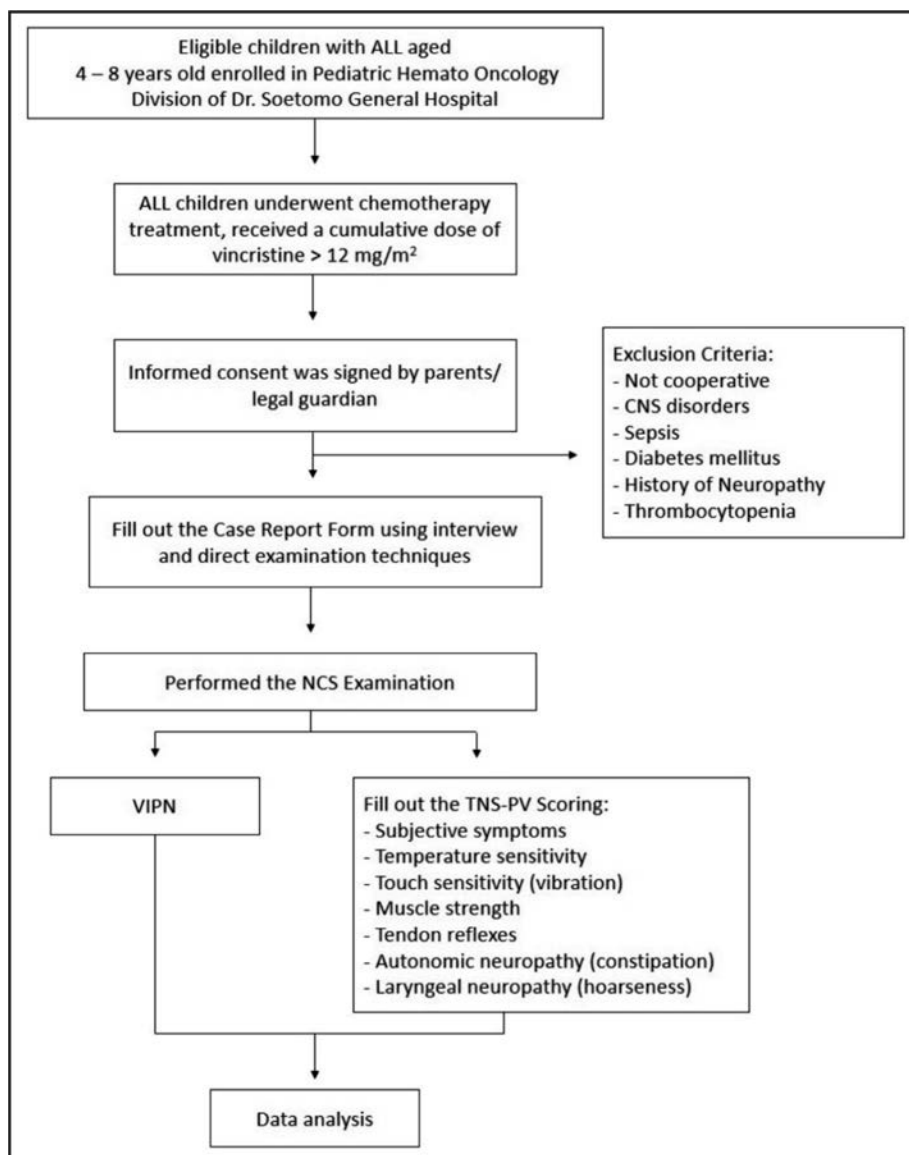 Eligible children with ALL aged
4 – 8 years old enrolled in Pediatric Hemato Oncology
Division of Dr. Soetomo General Hospital
ALL children underwent chemotherapy
treatment, received a cumulative dose of
vincristine > 12 mg/m²
Informed consent was signed by parents/
legal guardian
Exclusion Criteria:
- Not cooperative
- CNS disorders
- Sepsis
- Diabetes mellitus
- History of Neuropathy
- Thrombocytopenia
Fill out the Case Report Form using interview
and direct examination techniques
Performed the NCS Examination
VIPN
Fill out the TNS-PV Scoring:
- Subjective symptoms
- Temperature sensitivity
- Touch sensitivity (vibration)
- Muscle strength
- Tendon reflexes
- Autonomic neuropathy (constipation)
- Laryngeal neuropathy (hoarseness)
Data analysis